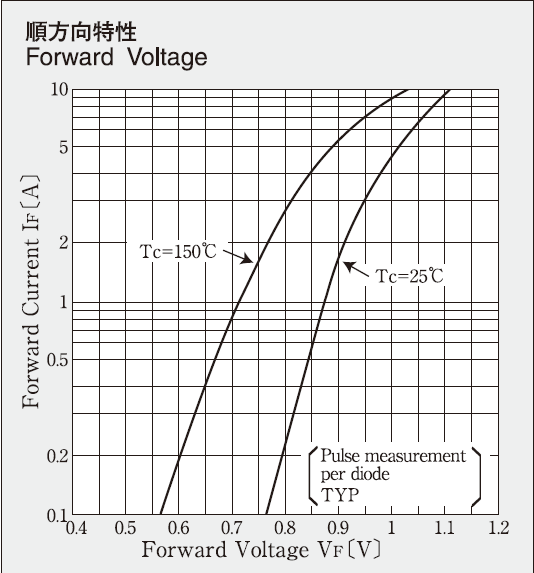 順方向特性
Forward Voltage
Forward Current IF〔A〕
10
5
2
1
0.5
0.2
0.1
Tc=150℃
Tc=25℃
Pulse measurement
per diode
TYP
0.4 0.5 0.6 0.7 0.8 0.9 1 1.1 1.2
Forward Voltage VF〔V〕